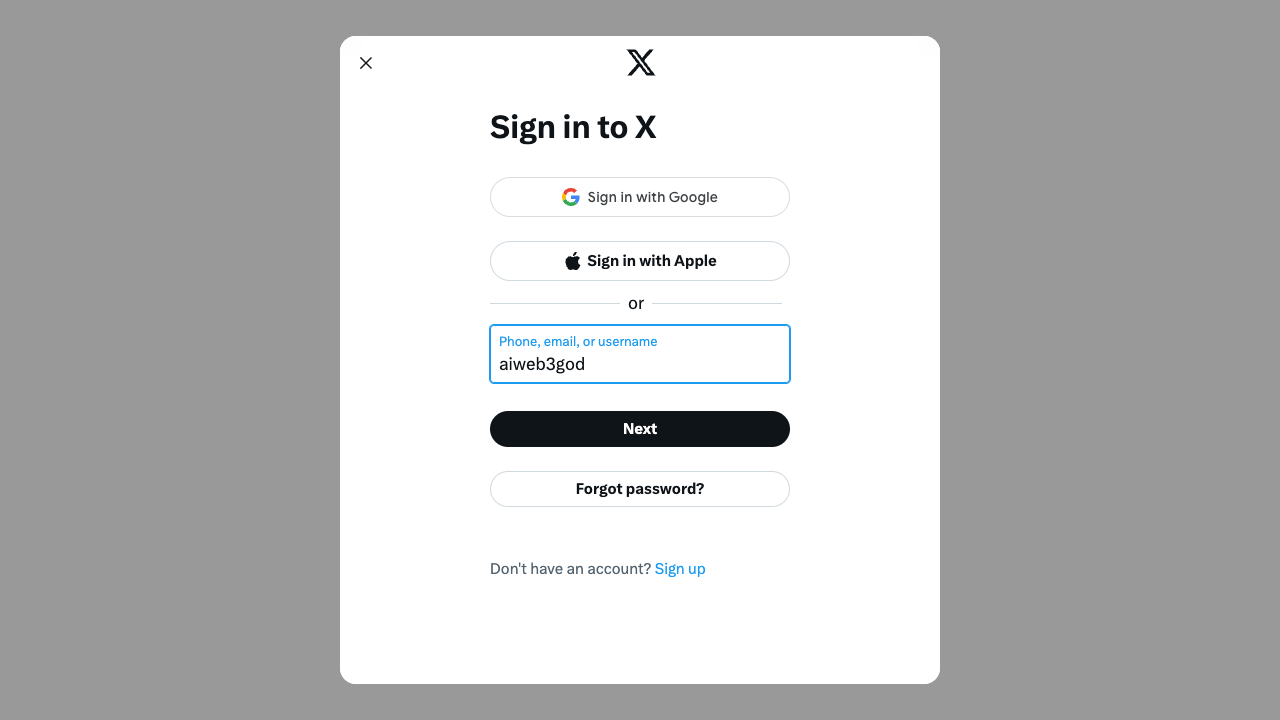 Sign in to X
Sign in with Google
Sign in with Apple
or
Phone, email, or username
aiweb3god
Next
Forgot password?
Don't have an account? Sign up